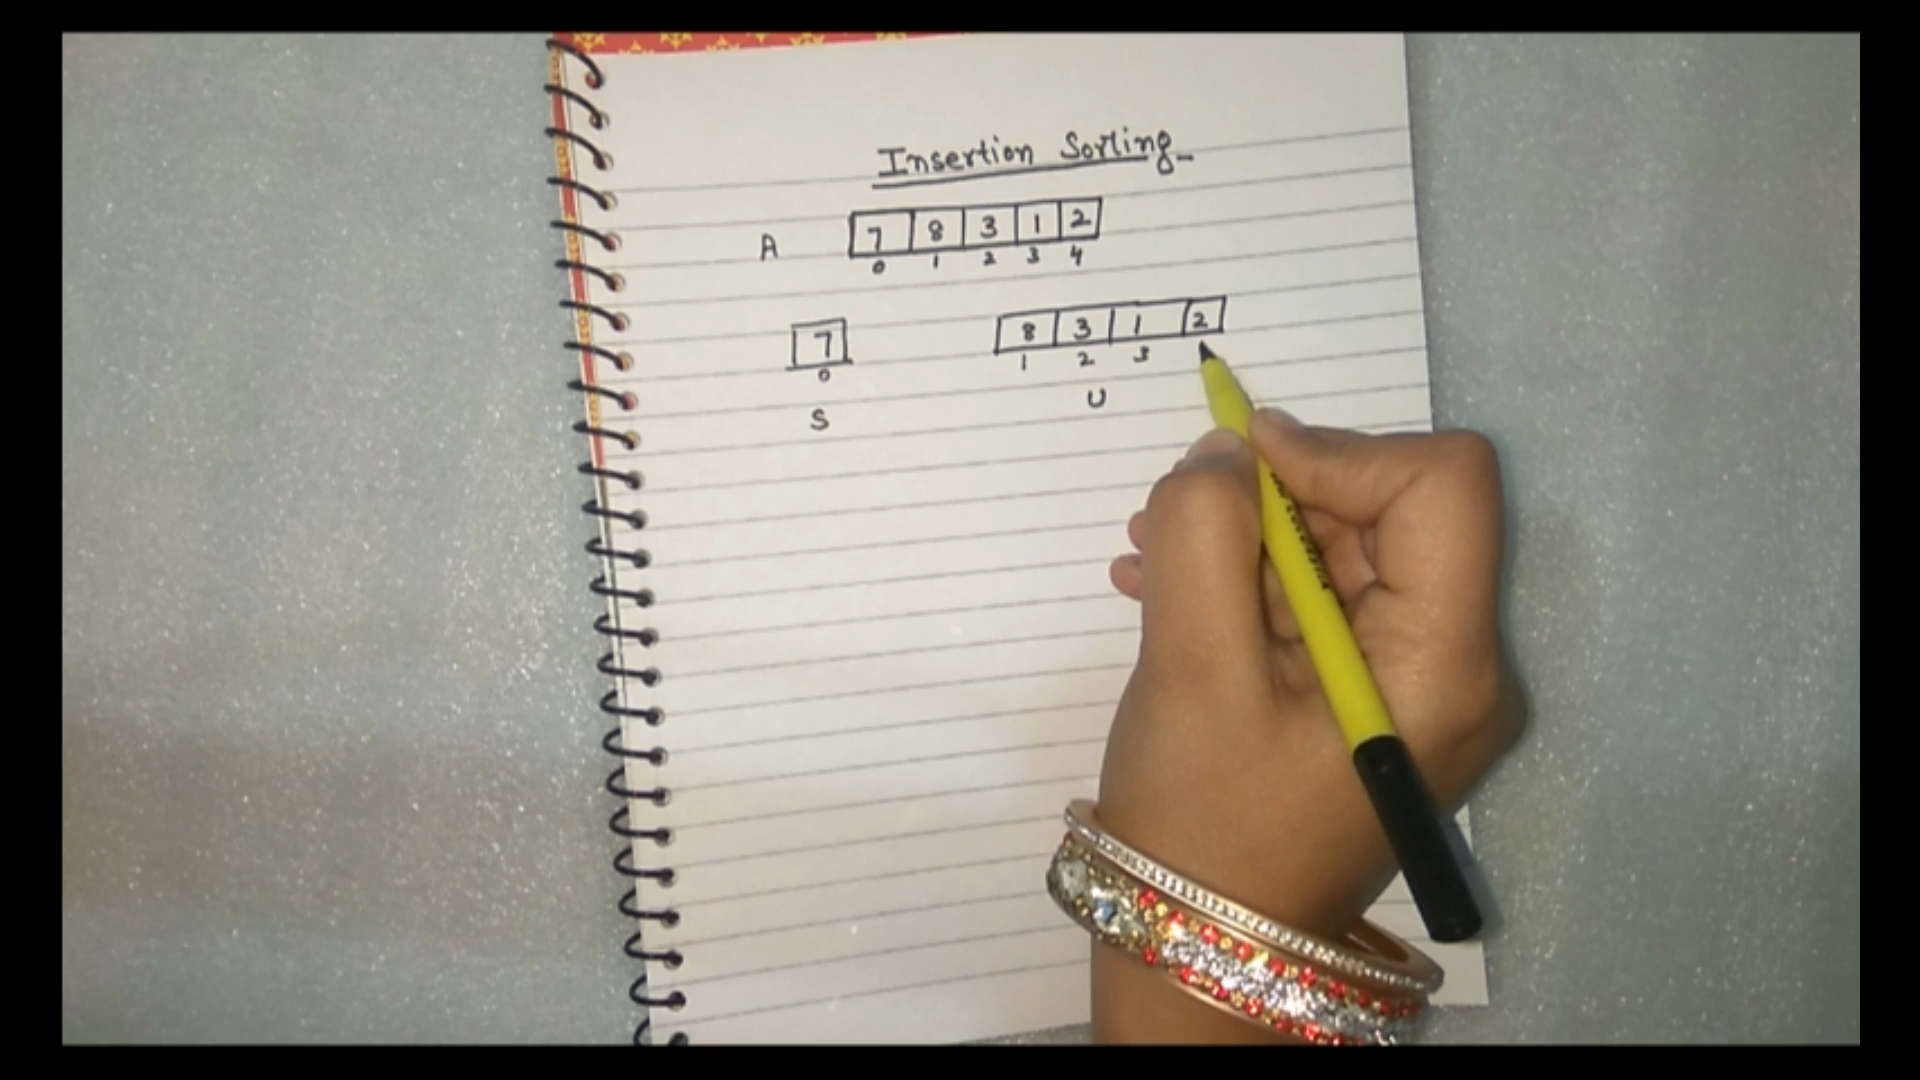 Insertion Sorting
A 7 8 3 1 2
0 1 2 3 4
7 8 3 1 2
0 1 2 3
S U